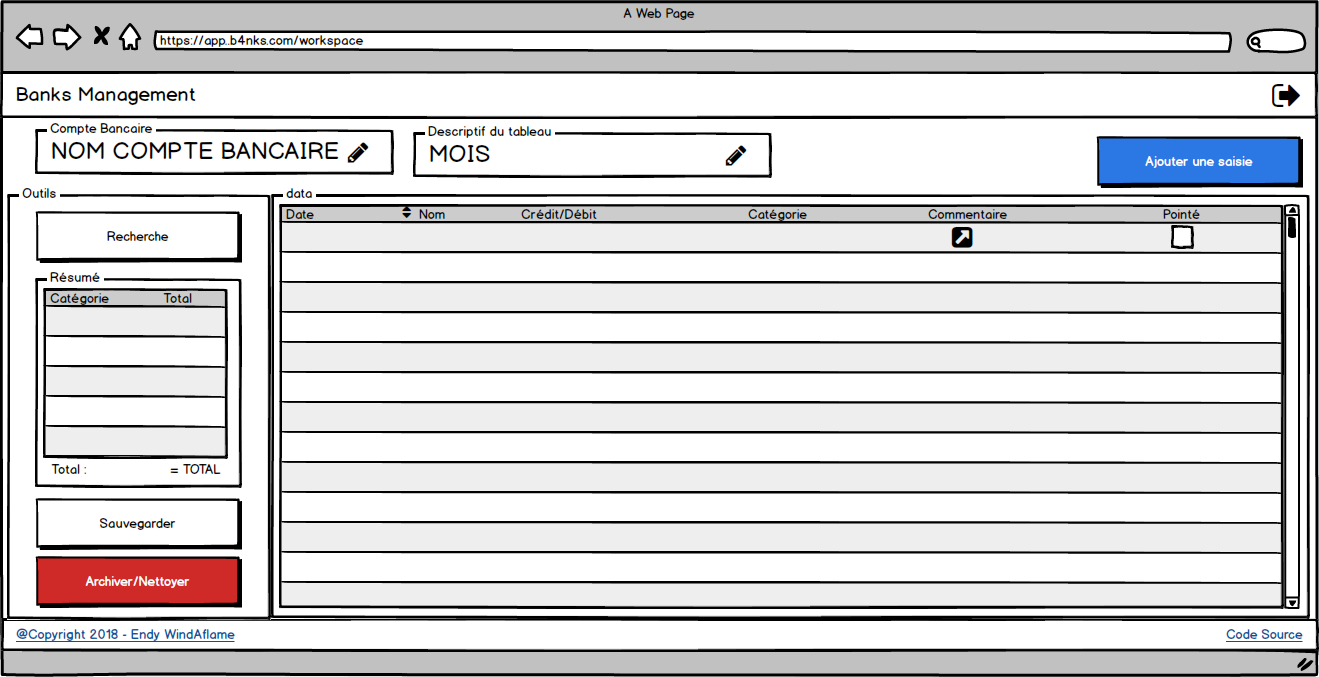 A Web Page
https://app.b4nks.com/workspace
Banks Management
Compte Bancaire
NOM COMPTE BANCAIRE
Descriptif du tableau
MOIS
Ajouter une saisie
Outils
Recherche
Résumé
Catégorie Total
Total : = TOTAL
Sauvegarder
Archiver/Nettoyer
data
Date Nom Crédit/Débit Catégorie Commentaire Pointé
@Copyright 2018 - Endy WindAflame
Code Source